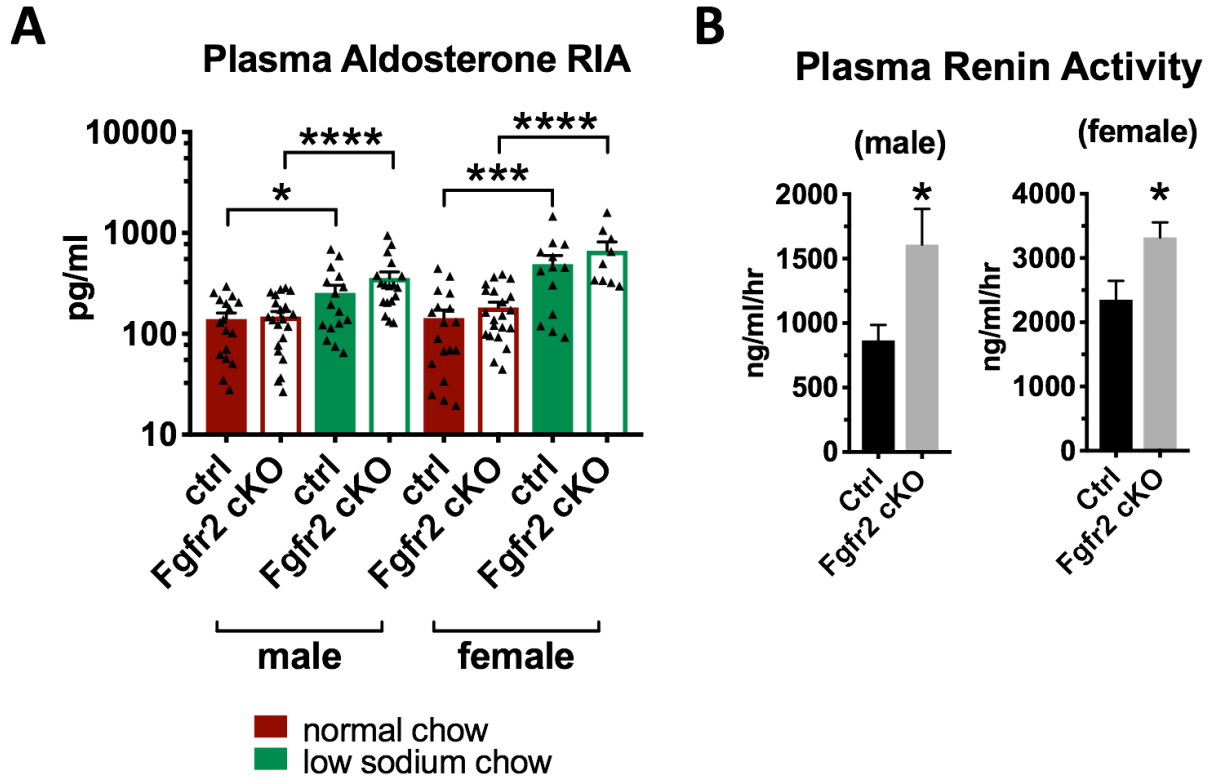 A
Plasma Aldosterone RIA
pg/ml
10000
1000
100
10
*
****
***
****
ctrl
Fgfr2 cKO
ctrl
Fgfr2 cKO
ctrl
Fgfr2 cKO
ctrl
Fgfr2 cKO
male
female
normal chow
low sodium chow
B
Plasma Renin Activity
(male)
ng/ml/hr
2000
1500
1000
500
0
*
Ctrl
Fgfr2 cKO
(female)
ng/ml/hr
4000
3000
2000
1000
0
*
Ctrl
Fgfr2 cKO